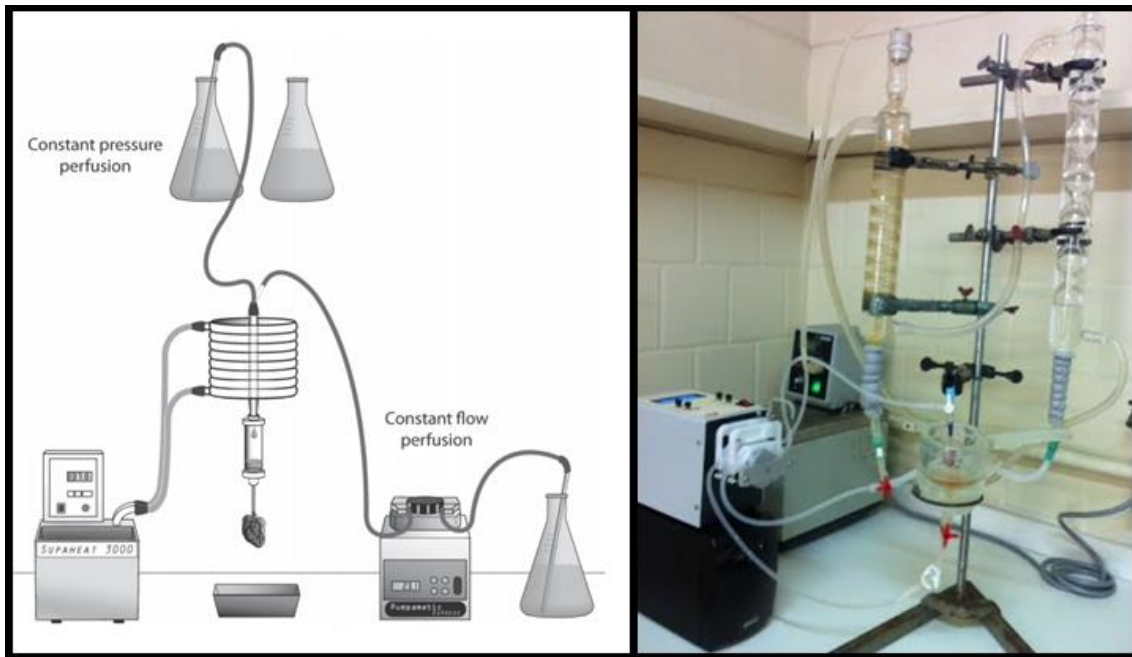 Constant pressure
perfusion
Constant flow
perfusion
SUPAHEAT 3000
Pumpamatic